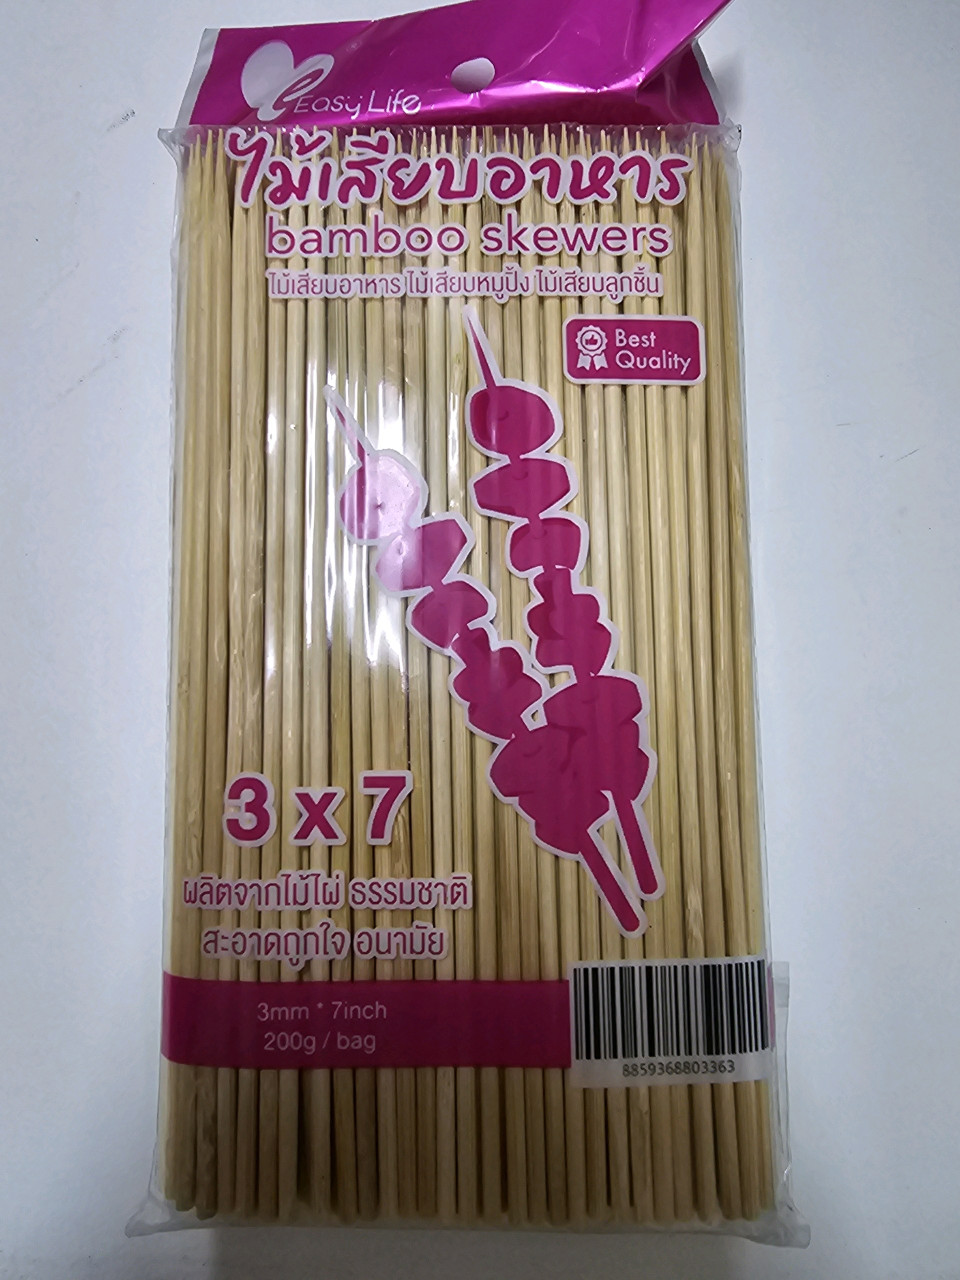 Easy Life
ไม้เสียบอาหาร
bamboo skewers
ไม้เสียบอาหาร ไม้เสียบหมูปิ้ง ไม้เสียบลูกชิ้น
Best
Quality
3 x 7
ผลิตจากไม้ไผ่ ธรรมชาติ
สะอาดถูกใจ อนามัย
3mm * 7inch
200g / bag
8859368803363